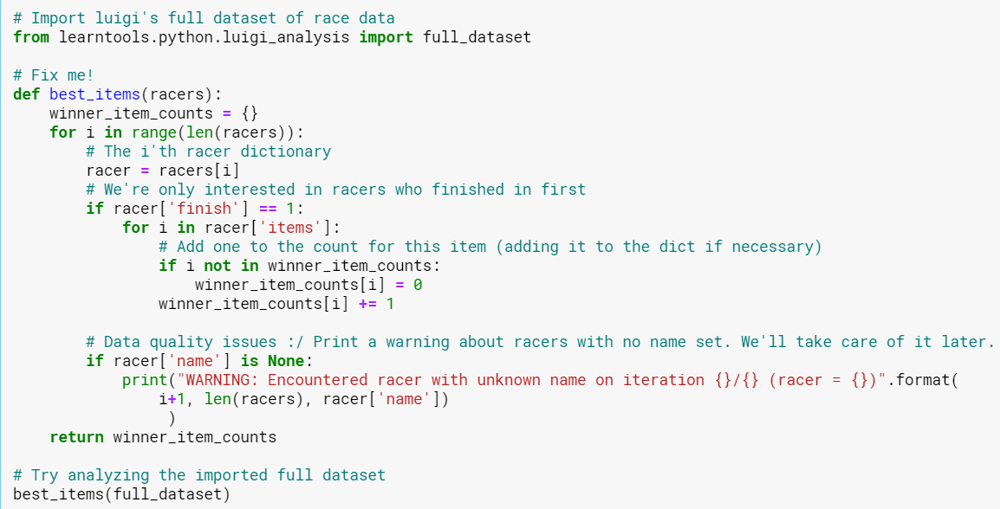 # Import luigi's full dataset of race data
from learntools.python.luigi_analysis import full_dataset

# Fix me!
def best_items(racers):
    winner_item_counts = {}
    for i in range(len(racers)):
        # The i'th racer dictionary
        racer = racers[i]
        # We're only interested in racers who finished in first
        if racer['finish'] == 1:
            for i in racer['items']:
                # Add one to the count for this item (adding it to the dict if necessary)
                if i not in winner_item_counts:
                    winner_item_counts[i] = 0
                winner_item_counts[i] += 1

        # Data quality issues :/ Print a warning about racers with no name set. We'll take care of it later.
        if racer['name'] is None:
            print("WARNING: Encountered racer with unknown name on iteration {}/{} (racer = {})".format(
                i+1, len(racers), racer['name'])
                 )
    return winner_item_counts

# Try analyzing the imported full dataset
best_items(full_dataset)